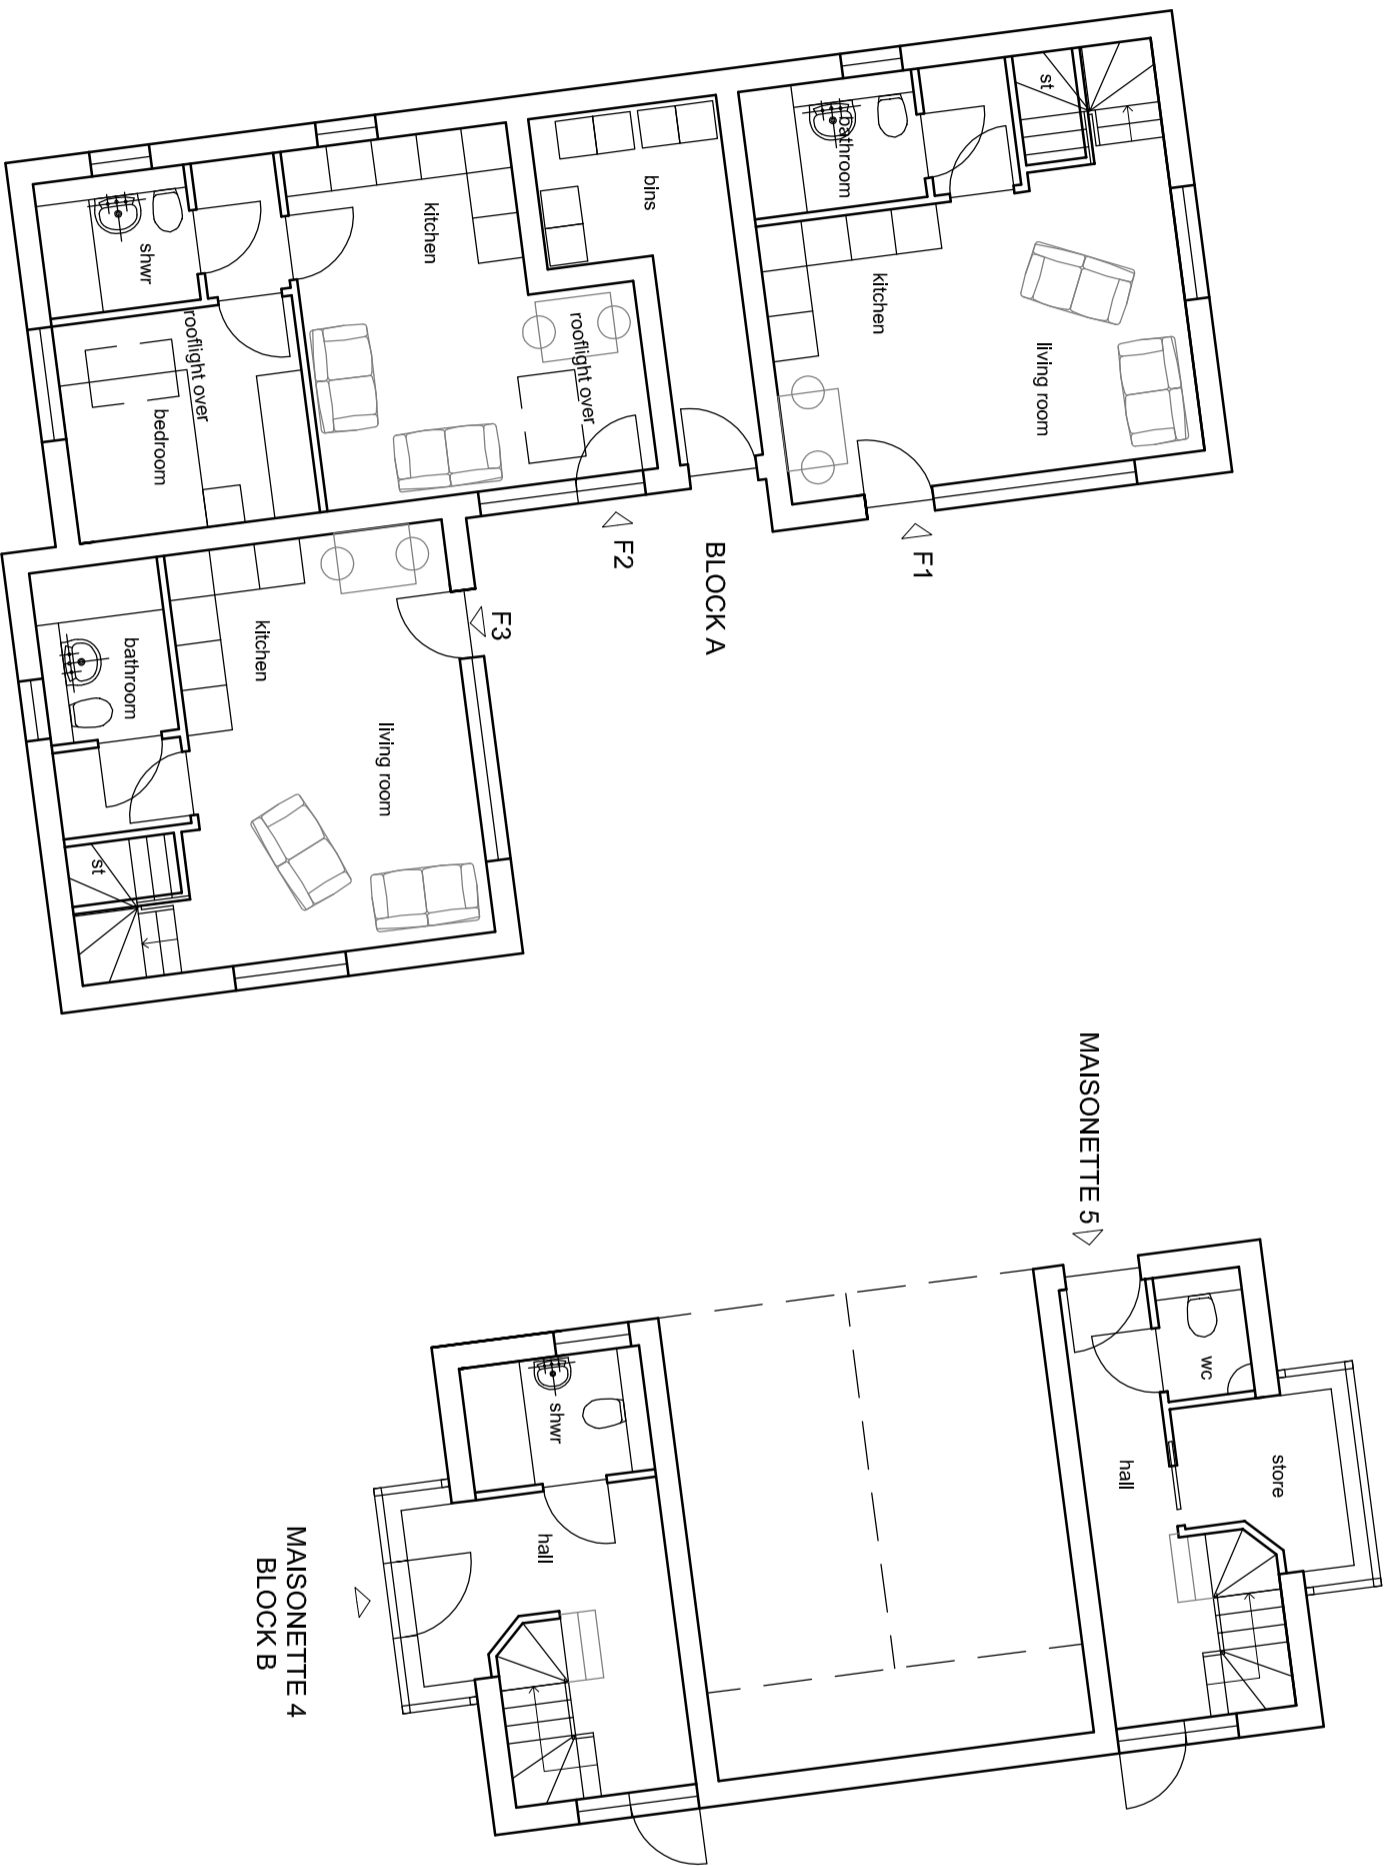 st
bathroom
bins
kitchen
living room
kitchen
rooflight over
shwr
rooflight over
bedroom
F1
F2
BLOCK A
F3
kitchen
bathroom
living room
st
MAISONETTE 5
wc
store
hall
shwr
hall
MAISONETTE 4
BLOCK B